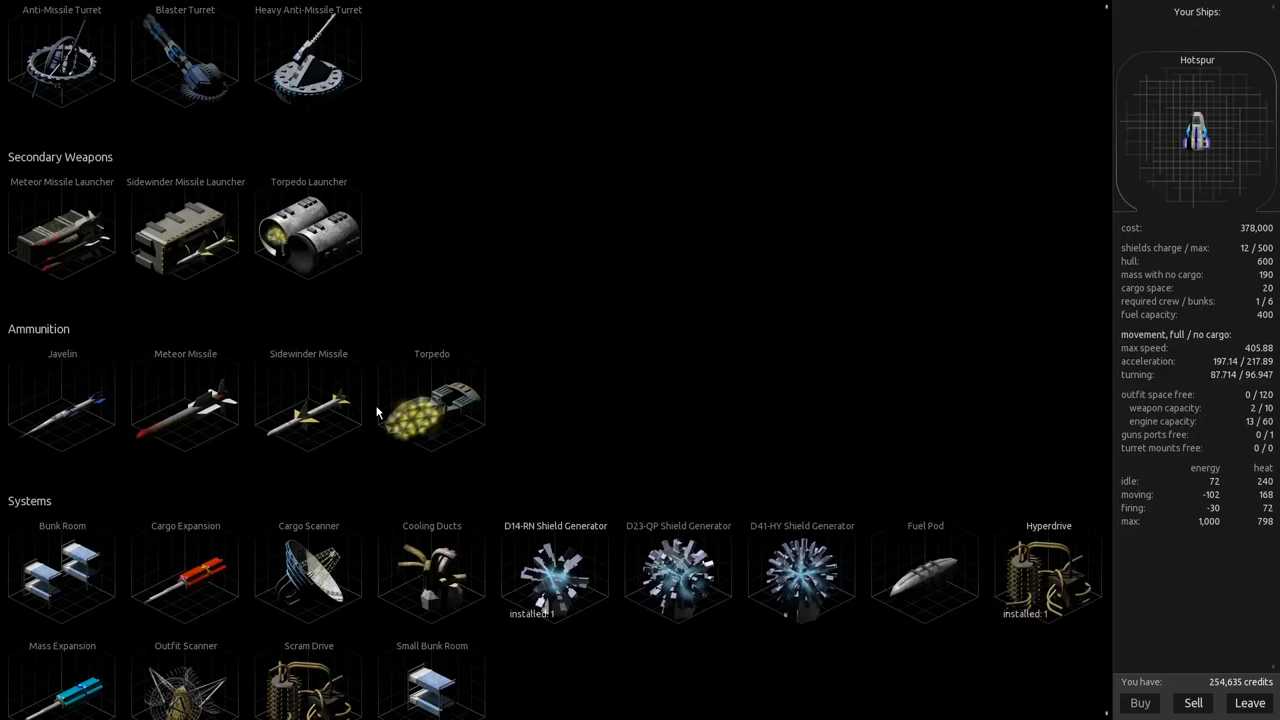 Anti-Missile Turret
Blaster Turret
Heavy Anti-Missile Turret
Secondary Weapons
Meteor Missile Launcher
Sidewinder Missile Launcher
Torpedo Launcher
Ammunition
Javelin
Meteor Missile
Sidewinder Missile
Torpedo
Systems
Bunk Room
Cargo Expansion
Cargo Scanner
Cooling Ducts
D14-RN Shield Generator
D23-QP Shield Generator
D41-HY Shield Generator
Fuel Pod
Hyperdrive
installed: 1
installed: 1
Mass Expansion
Outfit Scanner
Scram Drive
Small Bunk Room
Your Ships:
Hotspur
cost: 378,000
shields charge / max: 12 / 500
hull: 600
mass with no cargo: 190
cargo space: 20
required crew / bunks: 1 / 6
fuel capacity: 400
movement, full / no cargo:
max speed: 405.88
acceleration: 197.14 / 217.89
turning: 87.714 / 96.947
outfit space free: 0 / 120
weapon capacity: 2 / 10
engine capacity: 13 / 60
guns ports free: 0 / 1
turret mounts free: 0 / 0
energy heat
idle: 72 240
moving: -102 168
firing: -30 72
max: 1,000 798
You have: 254,635 credits
Buy Sell Leave